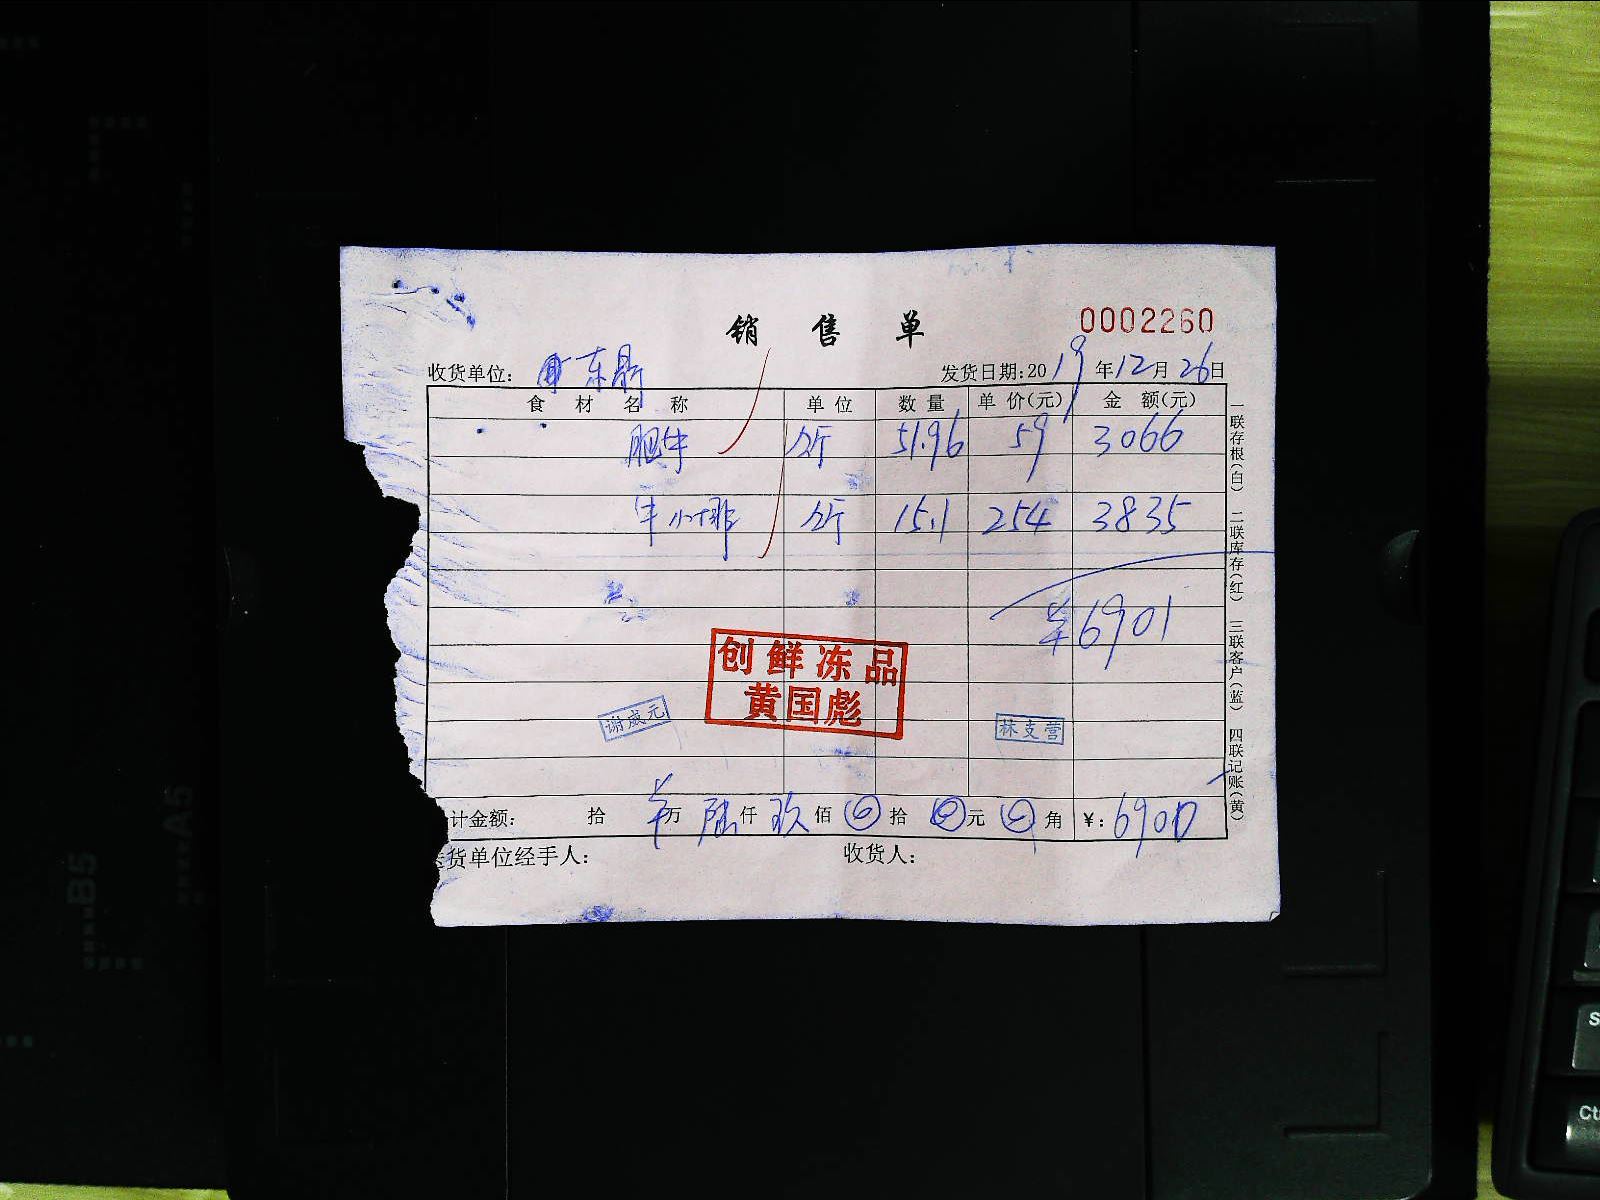 销售单
0002260
收货单位:
发货日期:2019年12月26日
食材名称 单位 数量 单价(元) 金额(元)
肥牛 公斤 51.96 59 3066
牛小排 公斤 15.1 254 3835
¥6901
创鲜冻品
黄国彪
谢成元
林支营
计金额: 拾 万 陆仟 玖佰 拾 元 角 ¥:6900
货单位经手人:
收货人:
一联存根(白) 二联库存(红) 三联客户(蓝) 四联记账(黄)
A5
B5